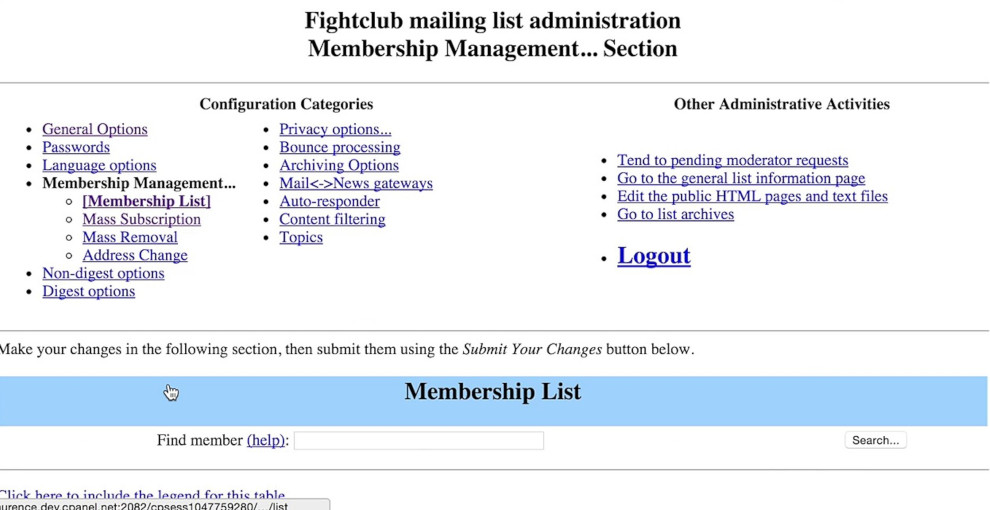 Fightclub mailing list administration
Membership Management... Section
Configuration Categories
General Options
Passwords
Language options
Membership Management...
[Membership List]
Mass Subscription
Mass Removal
Address Change
Non-digest options
Digest options
Privacy options...
Bounce processing
Archiving Options
Mail<->News gateways
Auto-responder
Content filtering
Topics
Other Administrative Activities
Tend to pending moderator requests
Go to the general list information page
Edit the public HTML pages and text files
Go to list archives
Logout
Make your changes in the following section, then submit them using the Submit Your Changes button below.
Membership List
Find member (help):
Search...
Click here to include the legend for this table.
urence.dev.cpanel.net:2082/cpsess1047759280/.../list